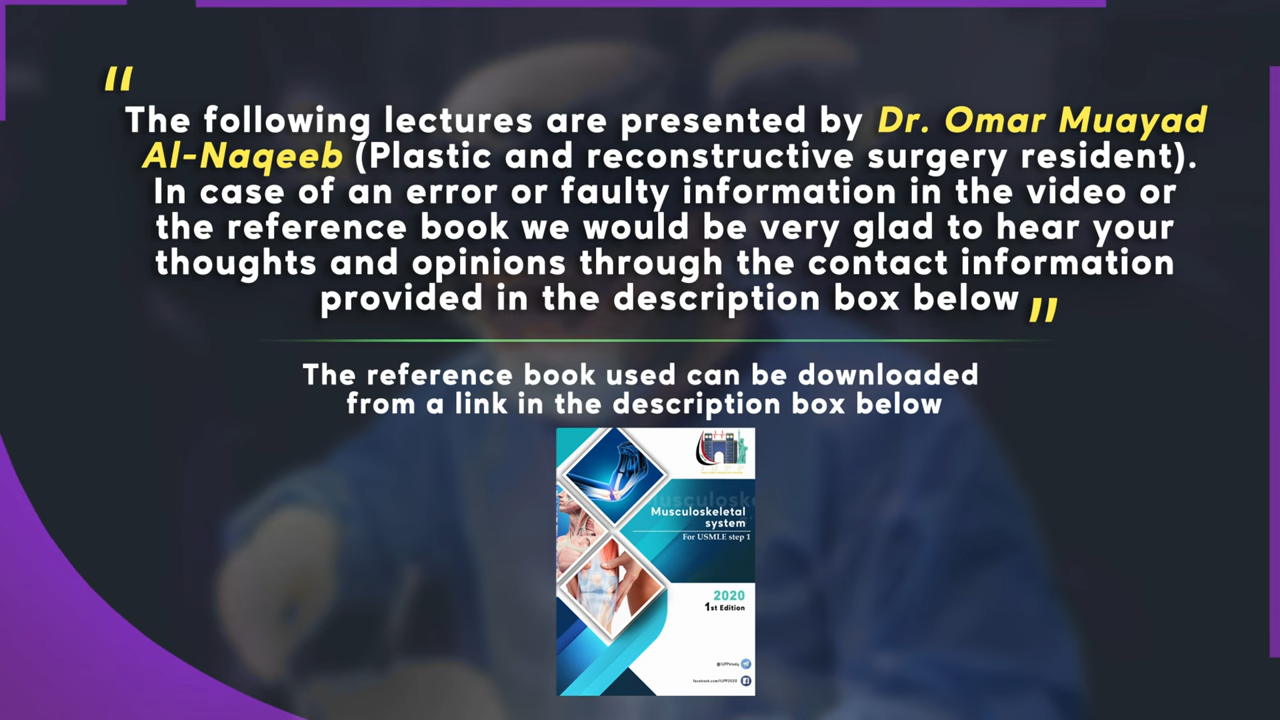 "
The following lectures are presented by Dr. Omar Muayad
Al-Naqeeb (Plastic and reconstructive surgery resident).
In case of an error or faulty information in the video or
the reference book we would be very glad to hear your
thoughts and opinions through the contact information
provided in the description box below "
The reference book used can be downloaded
from a link in the description box below
Musculoskeletal
system
For USMLE step 1
2020
1st Edition